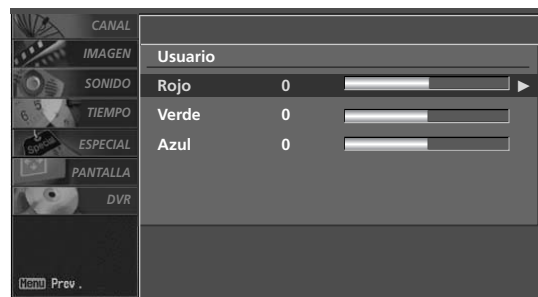 CANAL
IMAGEN
SONIDO
TIEMPO
ESPECIAL
PANTALLA
DVR
Usuario
Rojo 0
Verde 0
Azul 0
Menu Prev.